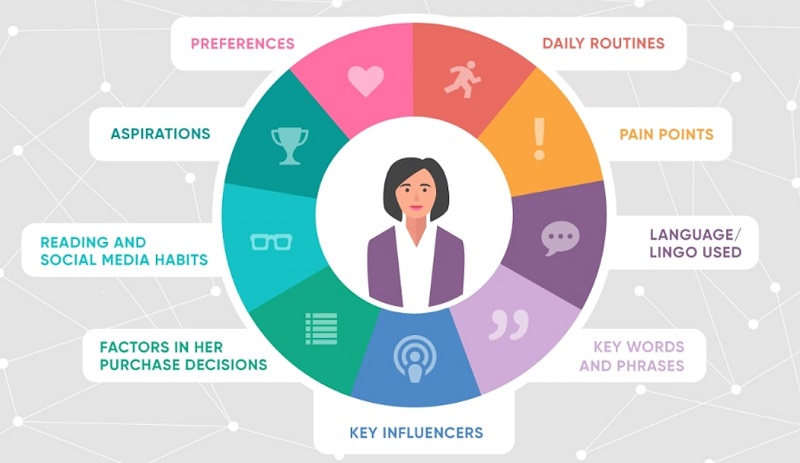 PREFERENCES
DAILY ROUTINES
ASPIRATIONS
PAIN POINTS
READING AND
SOCIAL MEDIA HABITS
LANGUAGE/
LINGO USED
FACTORS IN HER
PURCHASE DECISIONS
KEY WORDS
AND PHRASES
KEY INFLUENCERS